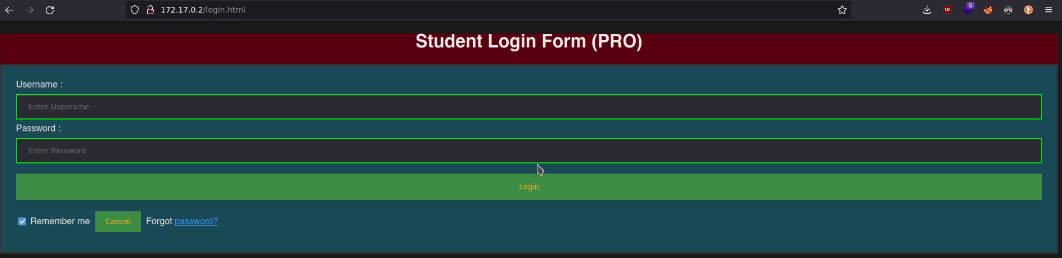 172.17.0.2/login.html
6
Student Login Form (PRO)
Username :
Enter Username
Password :
Enter Password
Login
Remember me Cancel Forgot password?